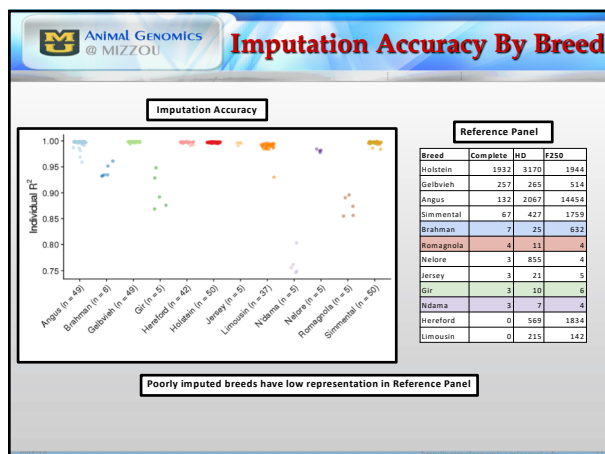 ANIMAL GENOMICS
@ MIZZOU
Imputation Accuracy By Breed
Imputation Accuracy
Individual R²
1.00
0.95
0.90
0.85
0.80
0.75
Angus (n = 49)
Brahman (n = 6)
Gelbvieh (n = 49)
Gir (n = 5)
Hereford (n = 42)
Holstein (n = 50)
Jersey (n = 5)
Limousin (n = 37)
N'dama (n = 5)
Nelore (n = 5)
Romagnola (n = 5)
Simmental (n = 50)
Reference Panel
Breed Complete HD F250
Holstein 1932 3170 1944
Gelbvieh 257 265 514
Angus 132 2067 14454
Simmental 67 427 1759
Brahman 7 25 632
Romagnola 4 11 4
Nelore 3 855 4
Jersey 3 21 5
Gir 3 10 6
Ndama 3 7 4
Hereford 0 569 1834
Limousin 0 215 142
Poorly imputed breeds have low representation in Reference Panel